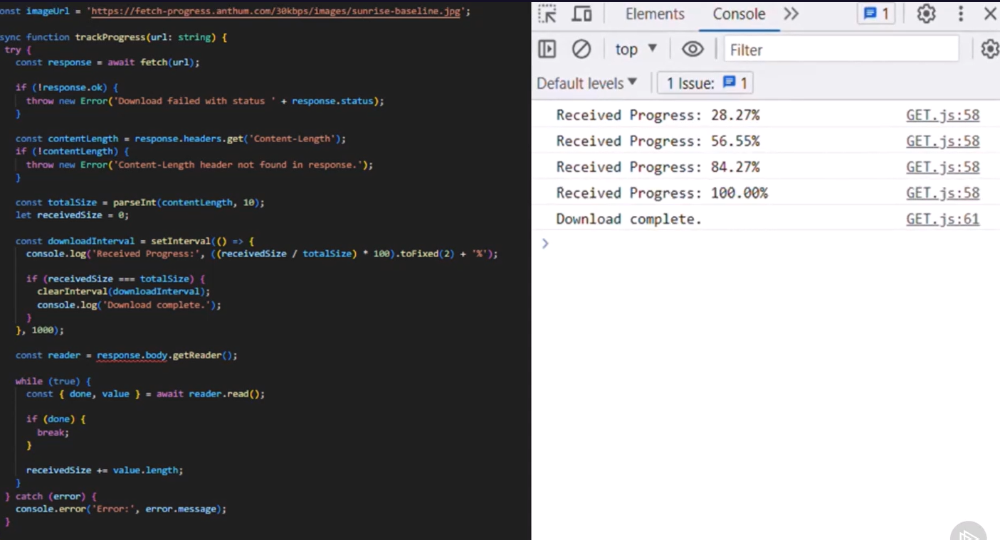 onst imageUrl = 'https://fetch-progress.anthum.com/30kbps/images/sunrise-baseline.jpg';
sync function trackProgress(url: string) {
try {
const response = await fetch(url);
if (!response.ok) {
throw new Error('Download failed with status ' + response.status);
}
const contentLength = response.headers.get('Content-Length');
if (!contentLength) {
throw new Error('Content-Length header not found in response.');
}
const totalSize = parseInt(contentLength, 10);
let receivedSize = 0;
const downloadInterval = setInterval(() => {
console.log('Received Progress:', ((receivedSize / totalSize) * 100).toFixed(2) + '%');
if (receivedSize === totalSize) {
clearInterval(downloadInterval);
console.log('Download complete.');
}
}, 1000);
const reader = response.body.getReader();
while (true) {
const { done, value } = await reader.read();
if (done) {
break;
}
receivedSize += value.length;
}
} catch (error) {
console.error('Error:', error.message);
}
Elements Console 1
top Filter
Default levels 1 Issue: 1
Received Progress: 28.27% GET.js:58
Received Progress: 56.55% GET.js:58
Received Progress: 84.27% GET.js:58
Received Progress: 100.00% GET.js:58
Download complete. GET.js:61